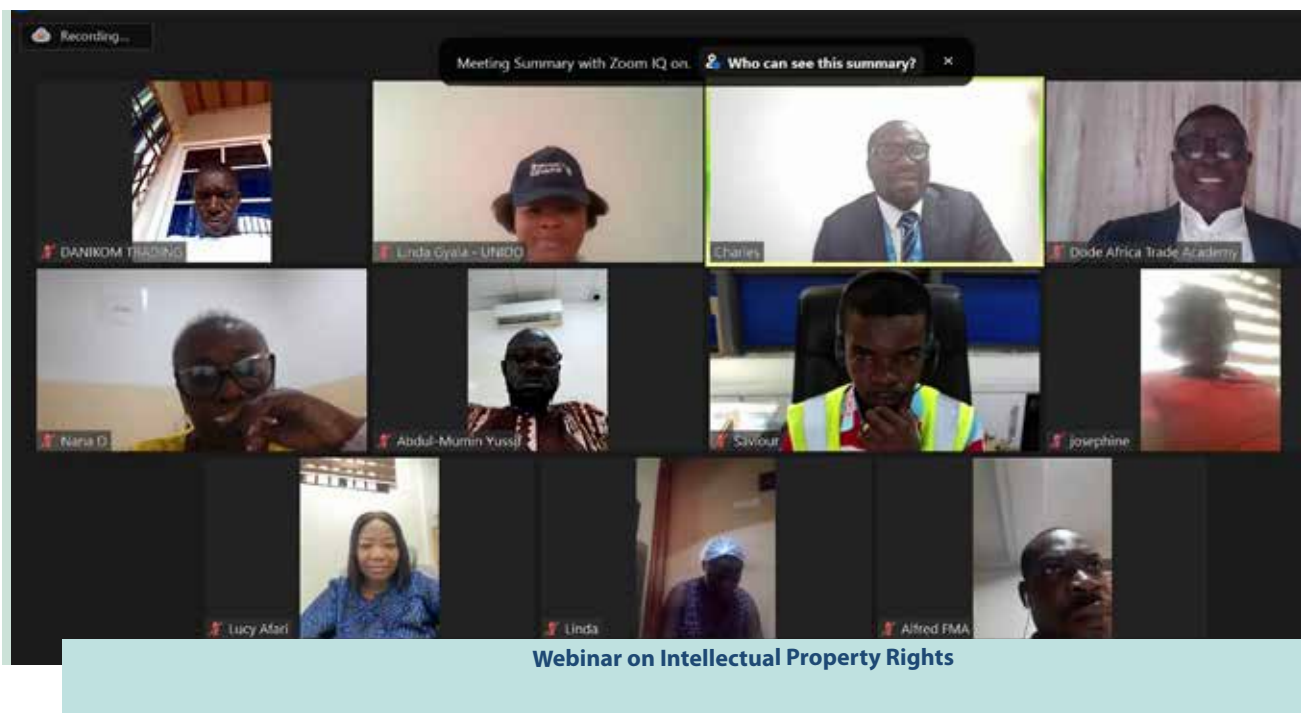 Recording...
Meeting Summary with Zoom IQ on. Who can see this summary? ×
DANIKOM TRADING
Linda Gyala - UNIDO
Charles
Dode Africa Trade Academy
Nana D
Abdul-Mumin Yussif
Saviour
josephine
Lucy Afari
Linda
Alfred FMA
Webinar on Intellectual Property Rights